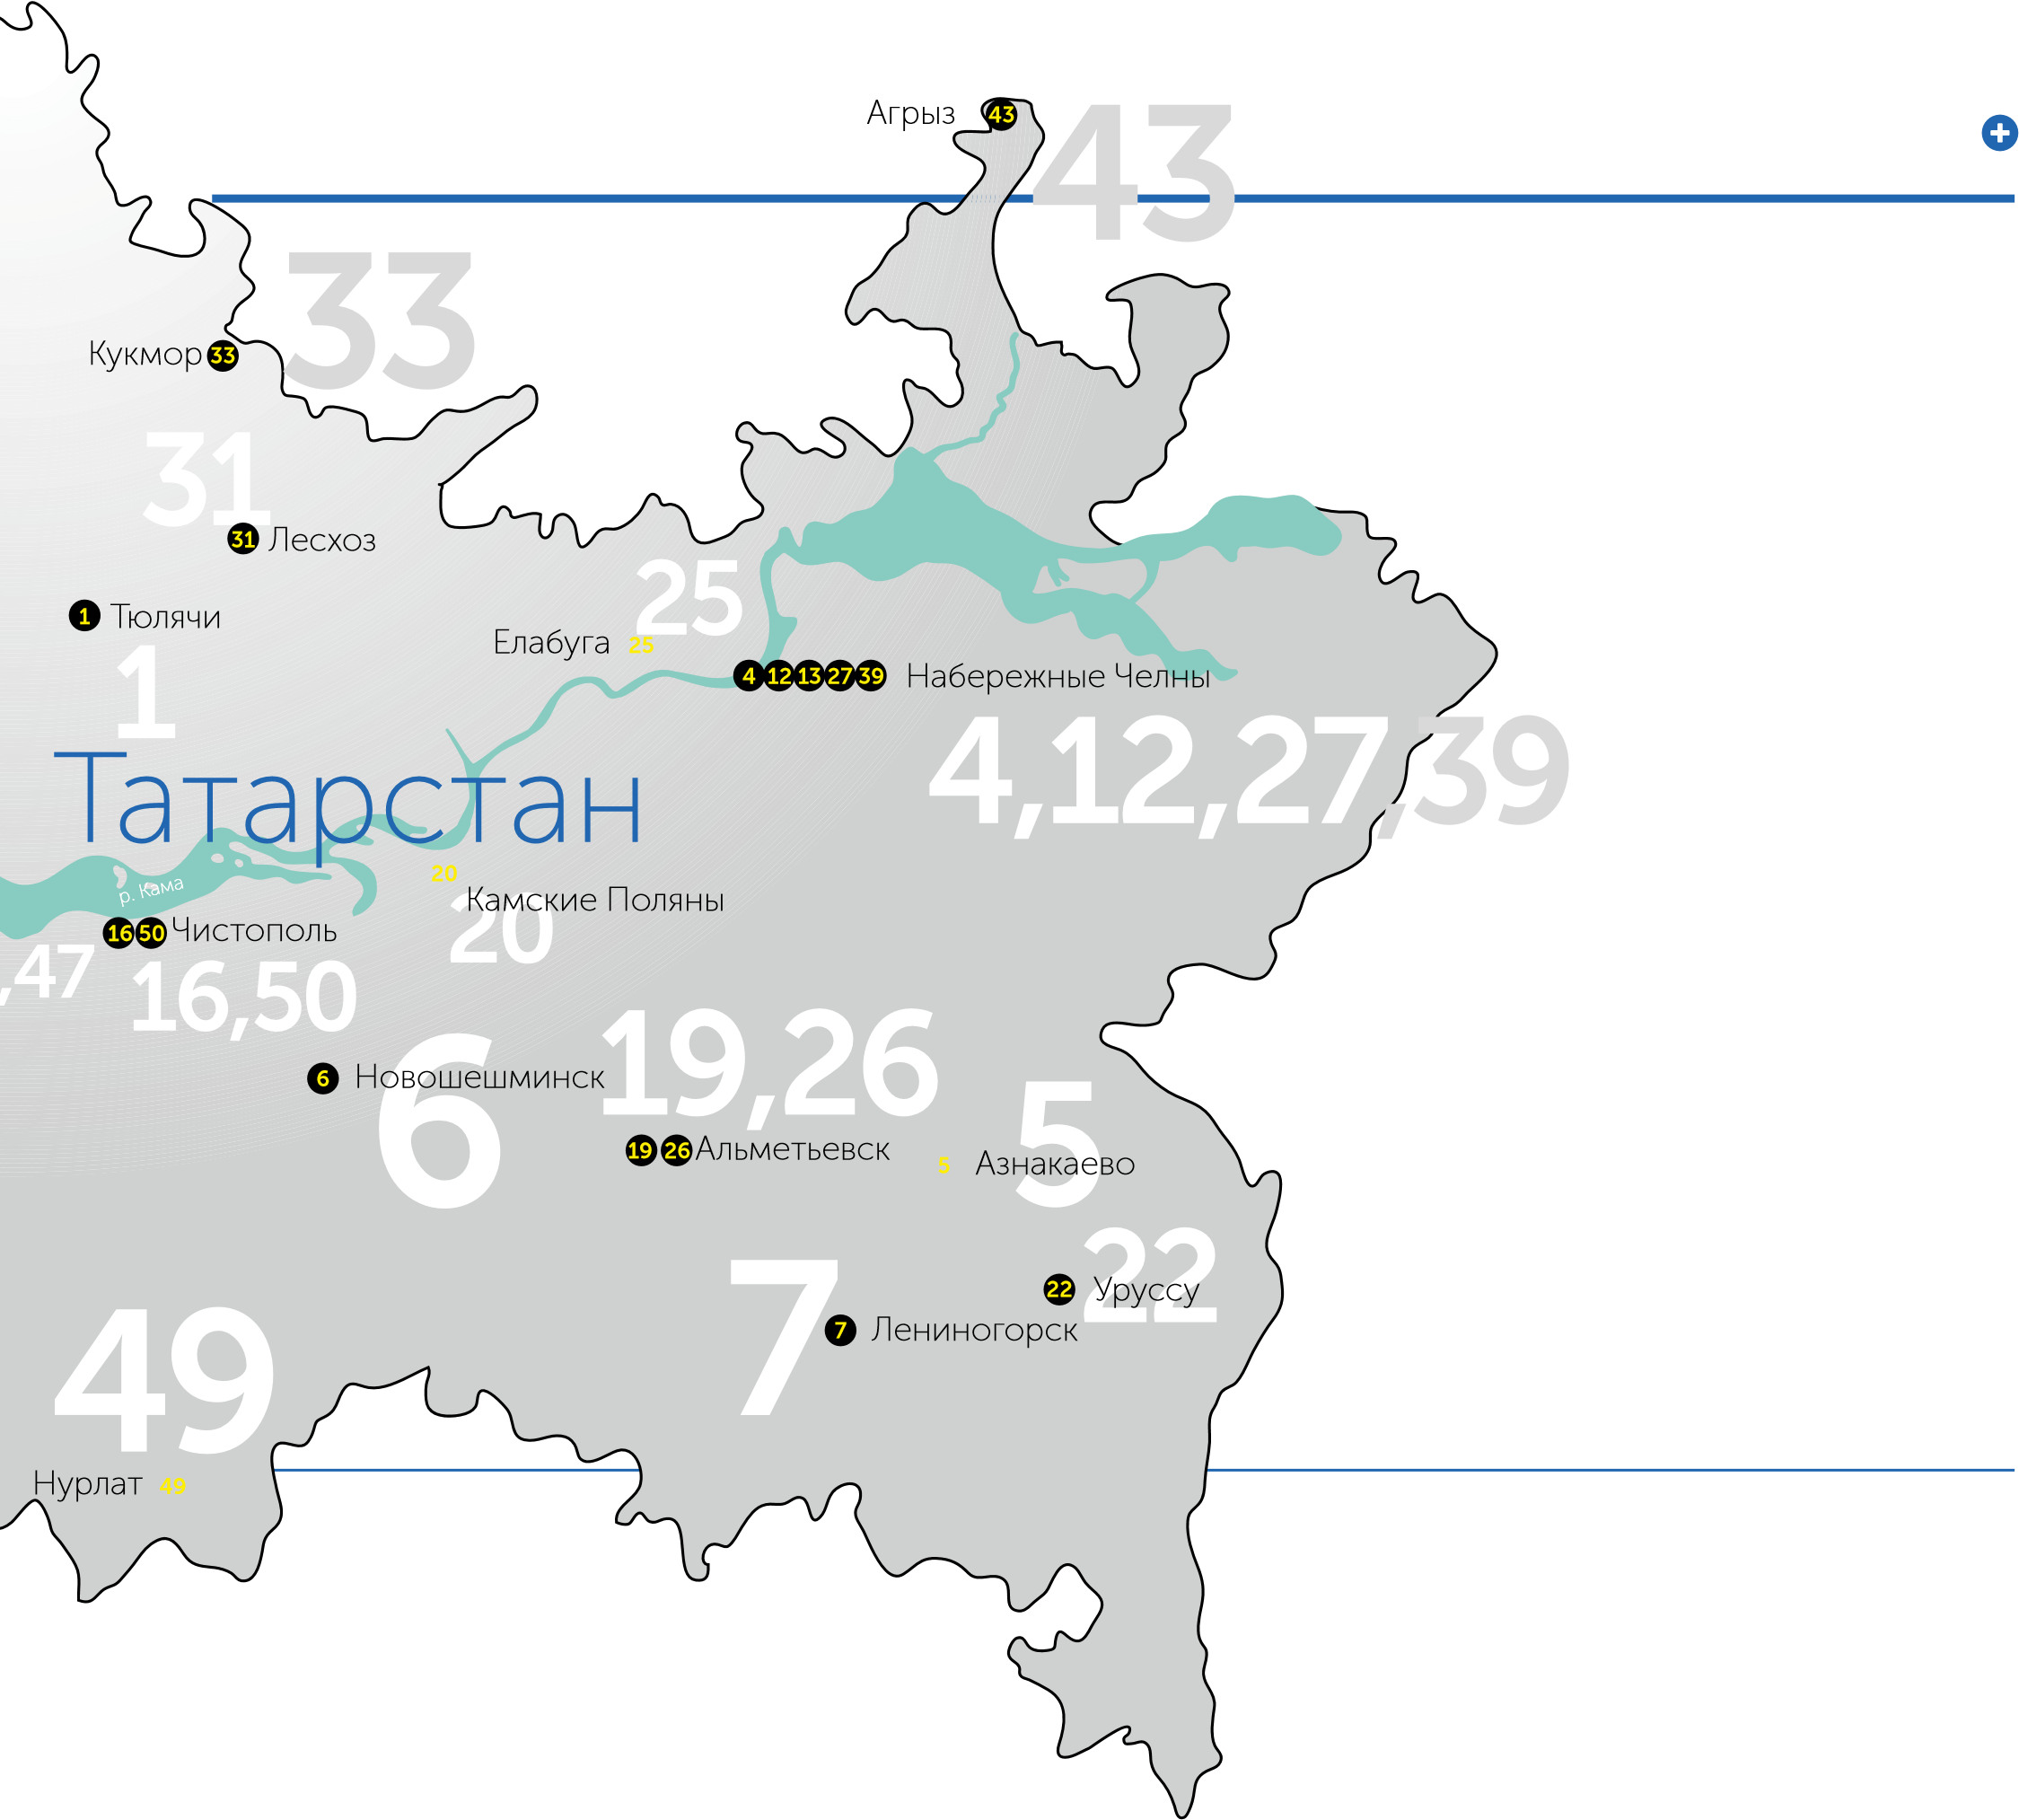 Агрыз 43
43
33
Кукмор 33
31
31 Лесхоз
25
1 Тюлячи
Елабуга 25
1
4 12 13 27 39 Набережные Челны
4,12,27,39
Татарстан
20
р. Кама
Камские Поляны
20
16 50 Чистополь
,47
16,50
19,26
6 Новошешминск
6
19 26 Альметьевск
5
5 Азнакаево
22
22 Уруссу
7
7 Лениногорск
49
Нурлат 49